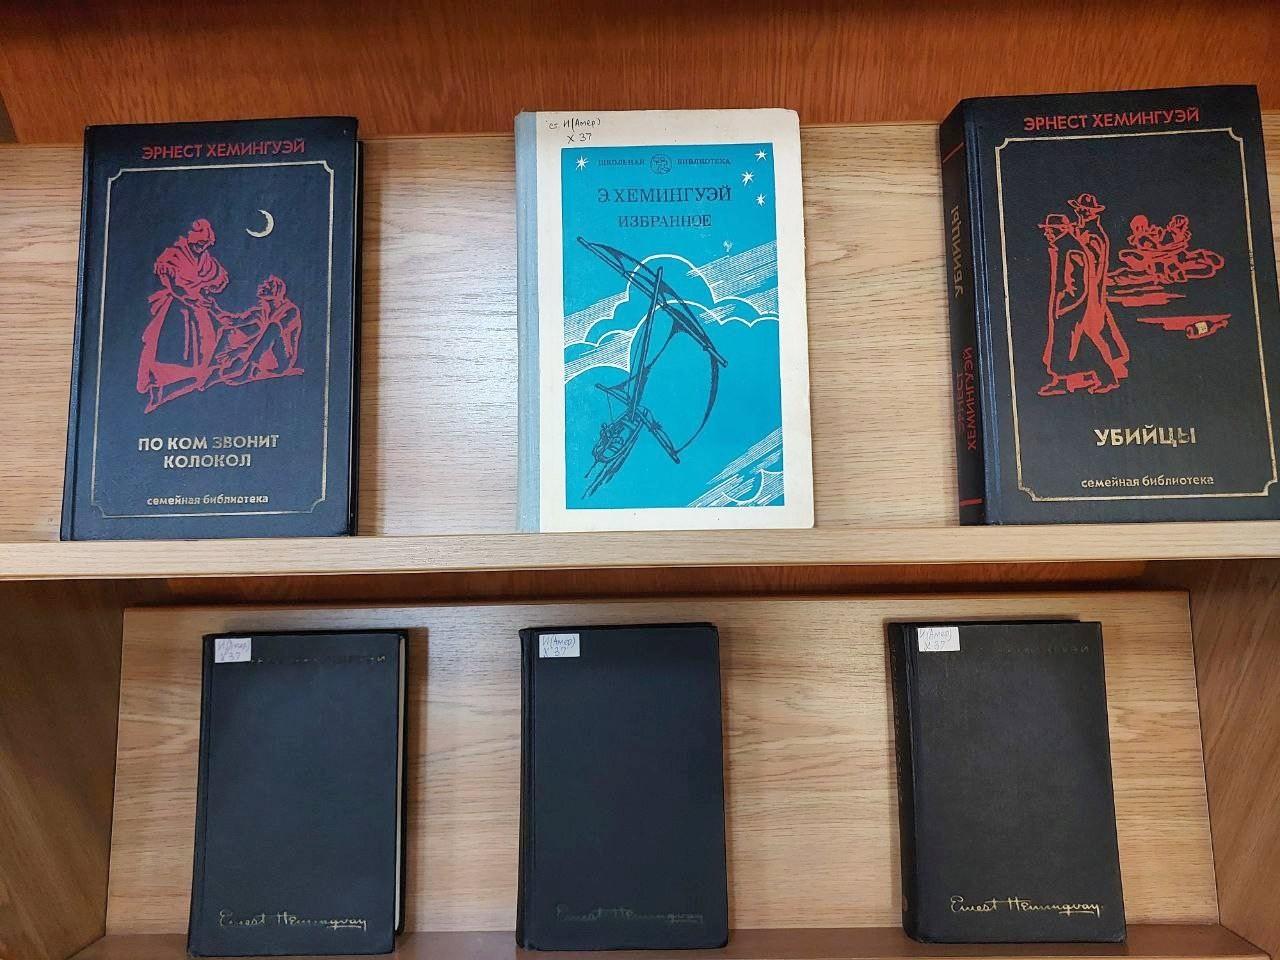 ЭРНЕСТ ХЕМИНГУЭЙ
ПО КОМ ЗВОНИТ
КОЛОКОЛ
семейная библиотека
И(Амер)
Х 37
ШКОЛЬНАЯ БИБЛИОТЕКА
Э. ХЕМИНГУЭЙ
ИЗБРАННОЕ
УБИЙЦЫ
ЭРНЕСТ
ХЕМИНГУЭЙ
ЭРНЕСТ ХЕМИНГУЭЙ
УБИЙЦЫ
семейная библиотека
И(Амер)
Х 37
Ernest Hemingway
И(Амер)
Х 37
Ernest Hemingway
И(Амер)
Х 37
Ernest Hemingway